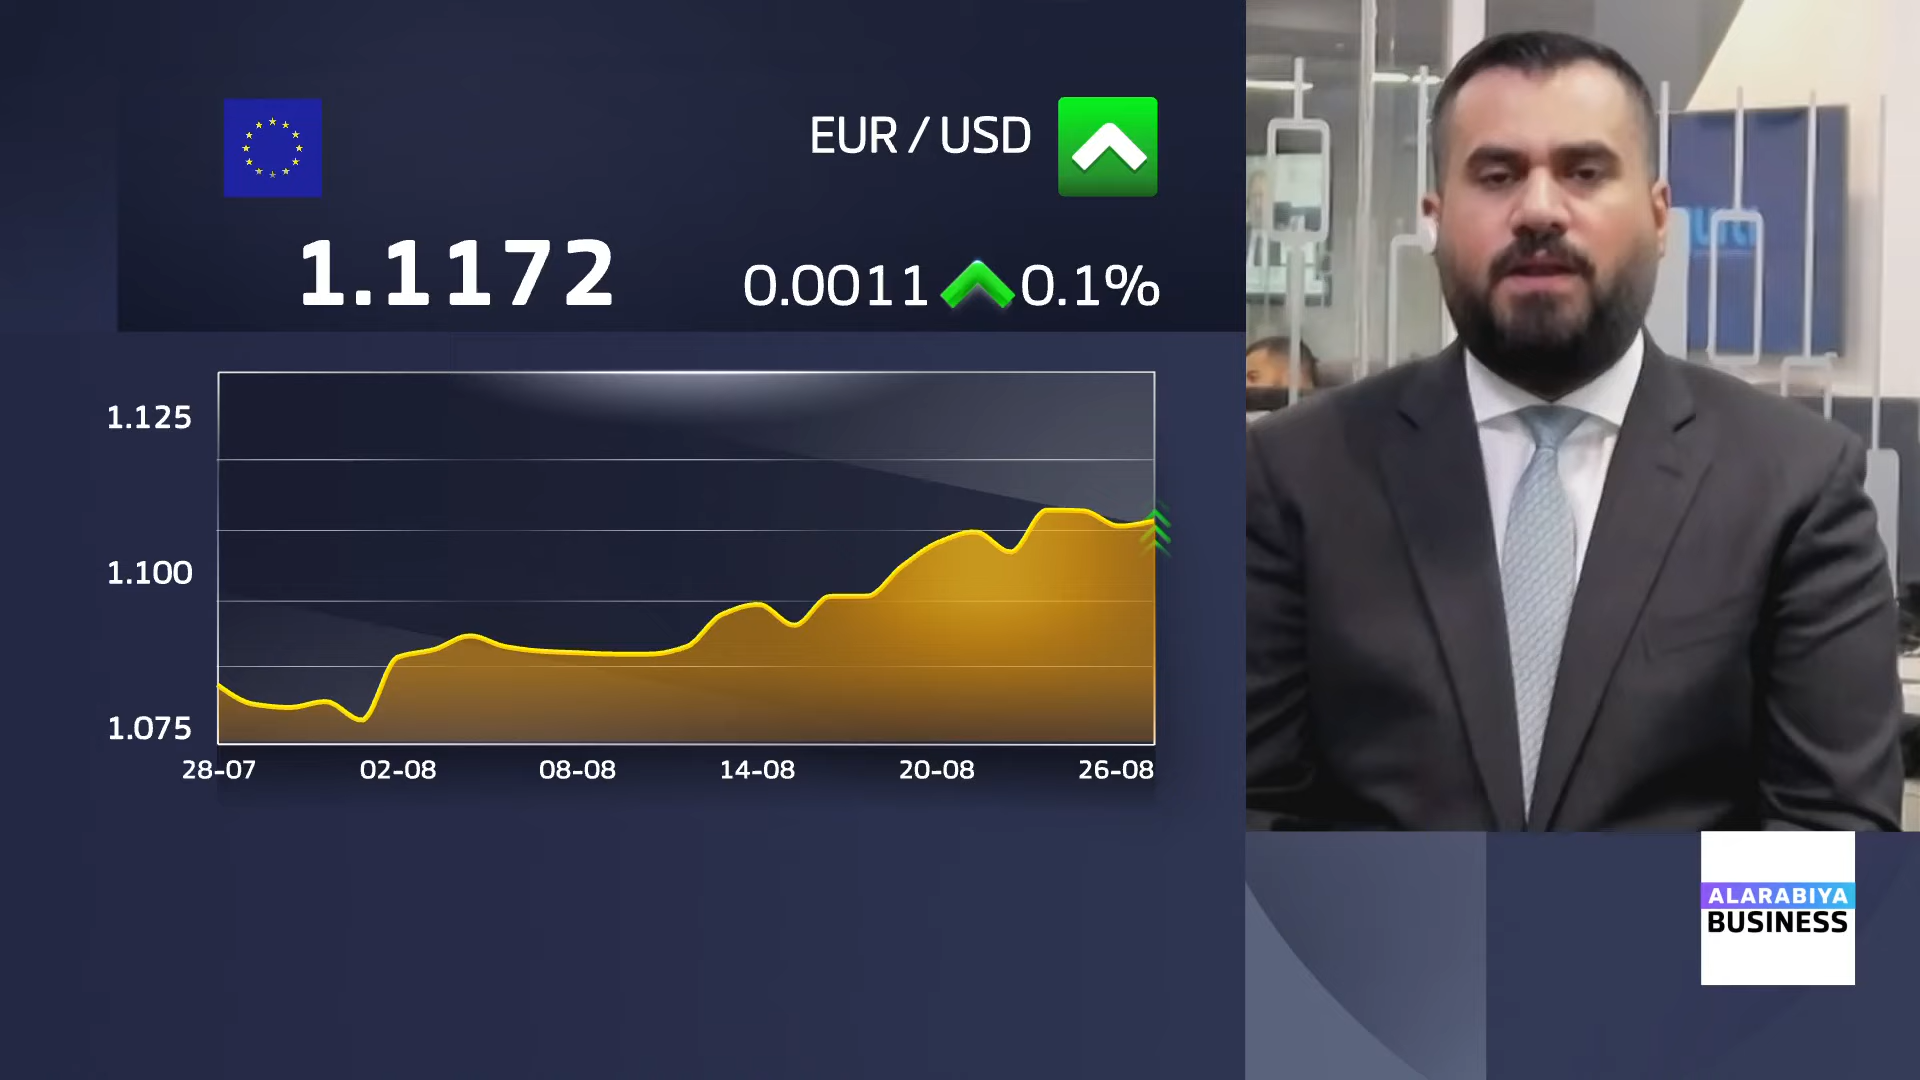 EUR / USD
1.1172
0.0011 0.1%
1.125
1.100
1.075
28-07 02-08 08-08 14-08 20-08 26-08
ALARABIYA
BUSINESS